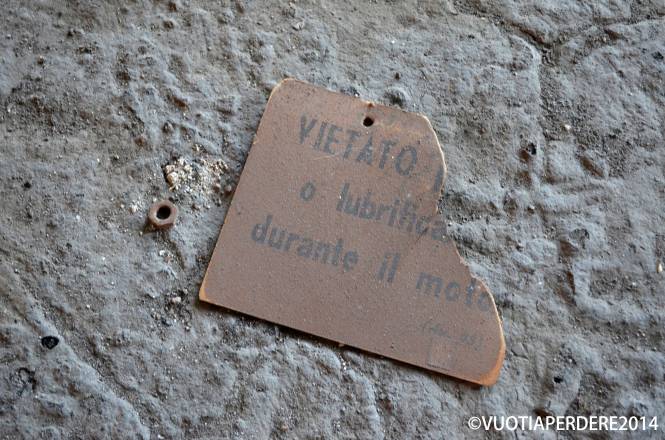 VIETATO
o lubrifica
durante il moto
©VUOTIAPERDERE2014